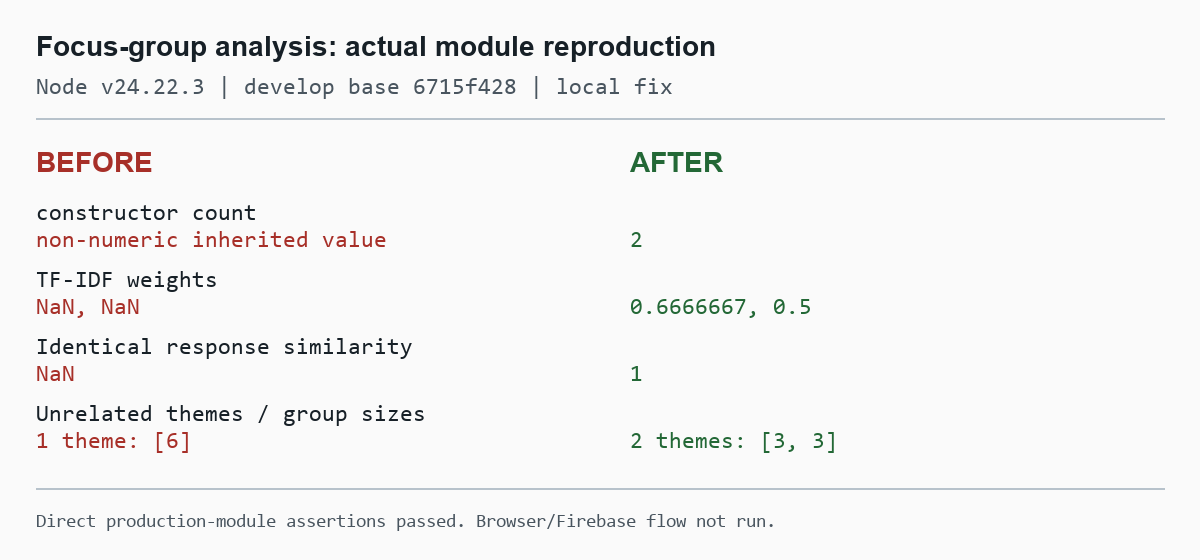 Focus-group analysis: actual module reproduction
Node v24.22.3 | develop base 6715f428 | local fix
BEFORE
AFTER
constructor count
non-numeric inherited value
2
TF-IDF weights
NaN, NaN
0.6666667, 0.5
Identical response similarity
NaN
1
Unrelated themes / group sizes
1 theme: [6]
2 themes: [3, 3]
Direct production-module assertions passed. Browser/Firebase flow not run.